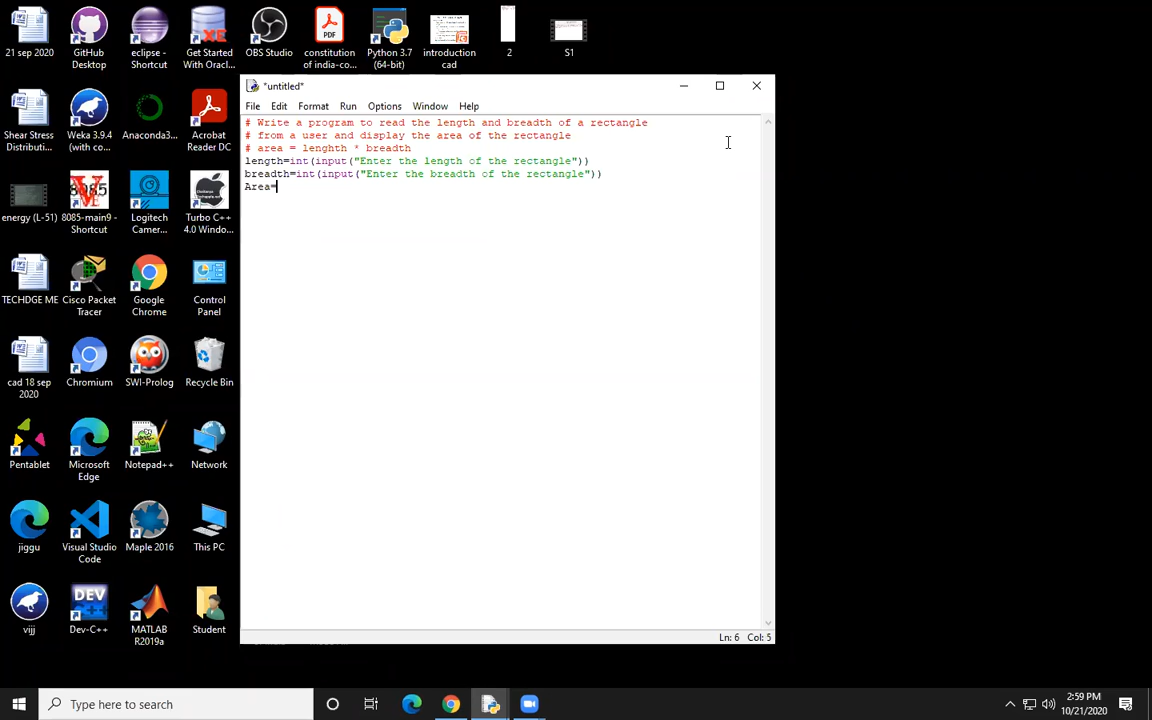 21 sep 2020
GitHub Desktop
eclipse - Shortcut
Get Started With Oracl...
OBS Studio
constitution of india-co...
Python 3.7 (64-bit)
introduction cad
2
S1
Shear Stress Distributi...
Weka 3.9.4 (with co...
Anaconda3...
Acrobat Reader DC
energy (L-51)
8085-main9 - Shortcut
Logitech Camer...
Turbo C++ 4.0 Windo...
TECHDGE ME
Cisco Packet Tracer
Google Chrome
Control Panel
cad 18 sep 2020
Chromium
SWI-Prolog
Recycle Bin
Pentablet
Microsoft Edge
Notepad++
Network
jiggu
Visual Studio Code
Maple 2016
This PC
vijj
Dev-C++
MATLAB R2019a
Student
*untitled*
File Edit Format Run Options Window Help
# Write a program to read the length and breadth of a rectangle
# from a user and display the area of the rectangle
# area = lenghth * breadth
length=int(input("Enter the length of the rectangle"))
breadth=int(input("Enter the breadth of the rectangle"))
Area=
Ln: 6 Col: 5
Type here to search
2:59 PM
10/21/2020